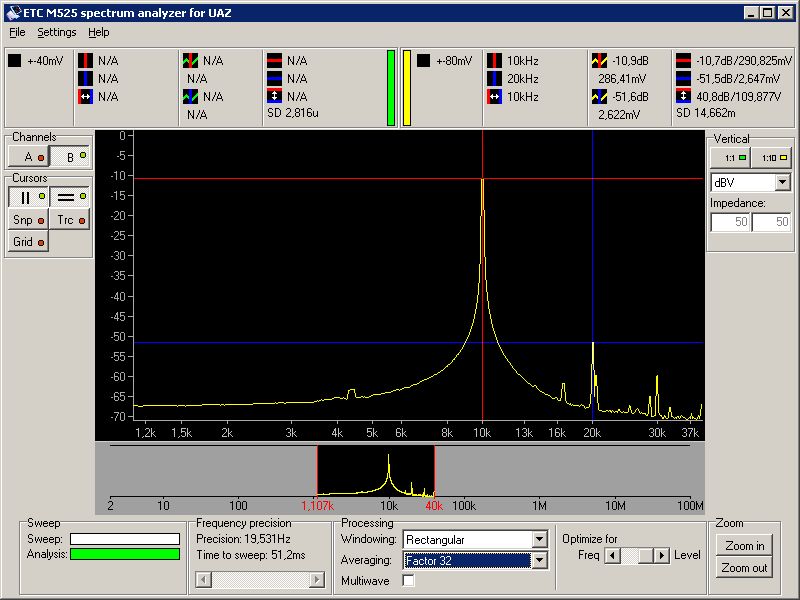 ETC M525 spectrum analyzer for UAZ
File Settings Help
+-40mV N/A N/A N/A +-80mV 10kHz -10,9dB -10,7dB/290,825mV
N/A N/A N/A 20kHz 286,41mV -51,5dB/2,647mV
N/A N/A N/A 10kHz -51,6dB 40,8dB/109,877V
N/A SD 2,816u 2,622mV SD 14,662m
Channels
A B
Cursors
Snp Trc
Grid
0
-5
-10
-15
-20
-25
-30
-35
-40
-45
-50
-55
-60
-65
-70
1,2k 1,5k 2k 3k 4k 5k 6k 8k 10k 13k 16k 20k 30k 37k
Vertical
1:1 1:10
dBV
Impedance:
50 50
2 10 100 1,107k 10k 40k 100k 1M 10M 100M
Sweep
Sweep:
Analysis:
Frequency precision
Precision: 19,531Hz
Time to sweep: 51,2ms
Processing
Windowing: Rectangular
Averaging: Factor 32
Multiwave
Optimize for
Freq Level
Zoom
Zoom in
Zoom out